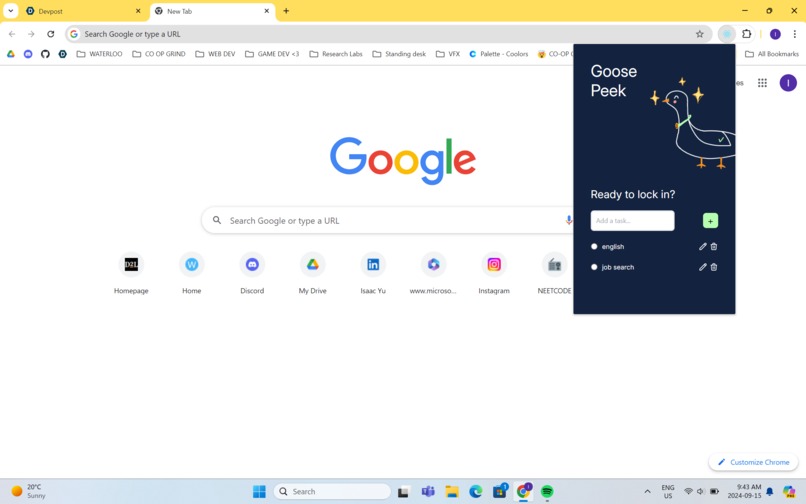 Devpost
New Tab
Search Google or type a URL
WATERLOO
CO OP GRIND
WEB DEV
GAME DEV <3
Research Labs
Standing desk
VFX
Palette - Coolors
CO-OP
All Bookmarks
es
I
Goose
Peek
Google
Ready to lock in?
Search Google or type a URL
Add a task...
+
english
job search
D2L
W
Homepage
Home
Discord
My Drive
Isaac Yu
www.microso...
Instagram
NEETCODE
Customize Chrome
20°C
Sunny
Search
ENG
US
9:43 AM
2024-09-15